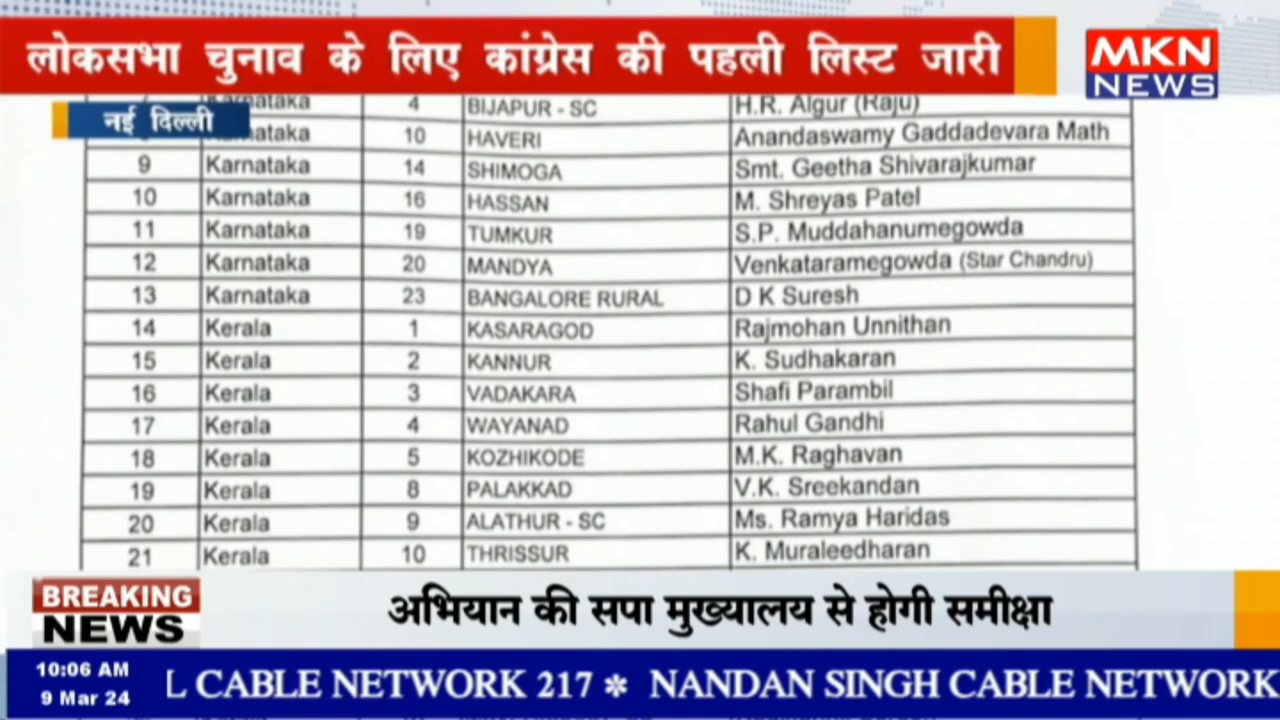 लोकसभा चुनाव के लिए कांग्रेस की पहली लिस्ट जारी
MKN
NEWS
नई दिल्ली
Karnataka 4 BIJAPUR - SC H.R. Algur (Raju)
10 HAVERI Anandaswamy Gaddadevara Math
9 Karnataka 14 SHIMOGA Smt. Geetha Shivarajkumar
10 Karnataka 16 HASSAN M. Shreyas Patel
11 Karnataka 19 TUMKUR S.P. Muddahanumegowda
12 Karnataka 20 MANDYA Venkataramegowda (Star Chandru)
13 Karnataka 23 BANGALORE RURAL D K Suresh
14 Kerala 1 KASARAGOD Rajmohan Unnithan
15 Kerala 2 KANNUR K. Sudhakaran
16 Kerala 3 VADAKARA Shafi Parambil
17 Kerala 4 WAYANAD Rahul Gandhi
18 Kerala 5 KOZHIKODE M.K. Raghavan
19 Kerala 8 PALAKKAD V.K. Sreekandan
20 Kerala 9 ALATHUR - SC Ms. Ramya Haridas
21 Kerala 10 THRISSUR K. Muraleedharan
BREAKING
NEWS
अभियान की सपा मुख्यालय से होगी समीक्षा
10:06 AM
9 Mar 24
L CABLE NETWORK 217 * NANDAN SINGH CABLE NETWORK